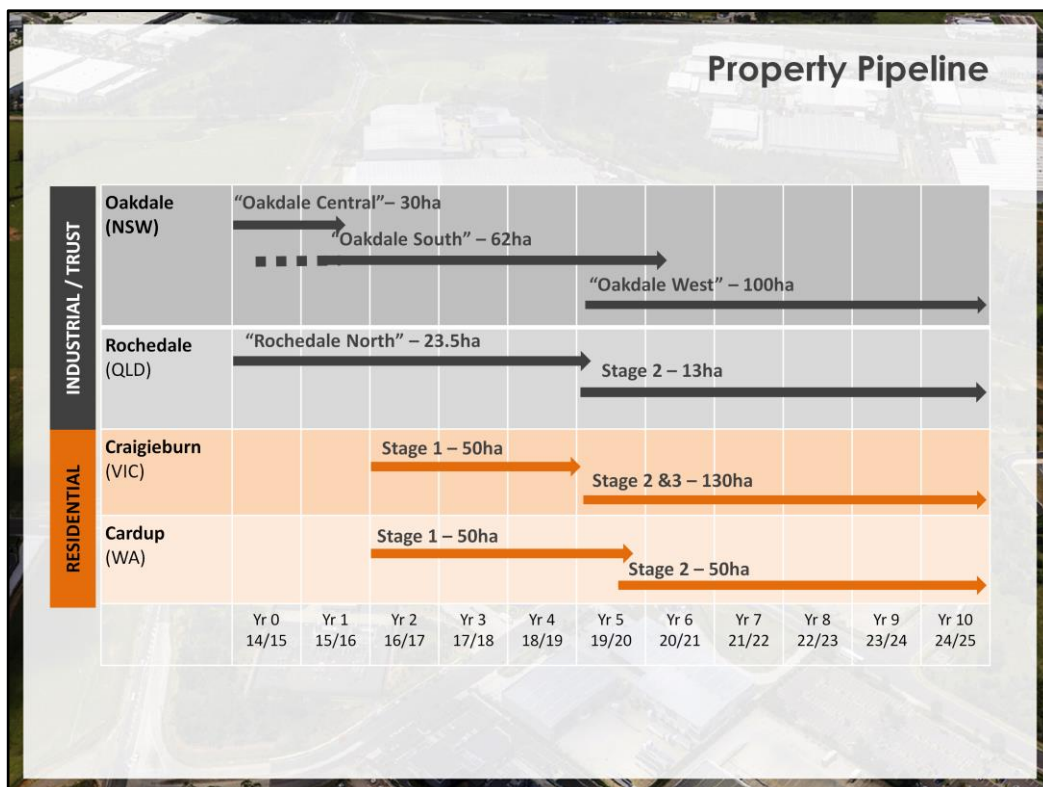 Property Pipeline
INDUSTRIAL / TRUST
Oakdale
(NSW)
“Oakdale Central”– 30ha
“Oakdale South” – 62ha
“Oakdale West” – 100ha
Rochedale
(QLD)
“Rochedale North” – 23.5ha
Stage 2 – 13ha
RESIDENTIAL
Craigieburn
(VIC)
Stage 1 – 50ha
Stage 2 &3 – 130ha
Cardup
(WA)
Stage 1 – 50ha
Stage 2 – 50ha
Yr 0 Yr 1 Yr 2 Yr 3 Yr 4 Yr 5 Yr 6 Yr 7 Yr 8 Yr 9 Yr 10
14/15 15/16 16/17 17/18 18/19 19/20 20/21 21/22 22/23 23/24 24/25